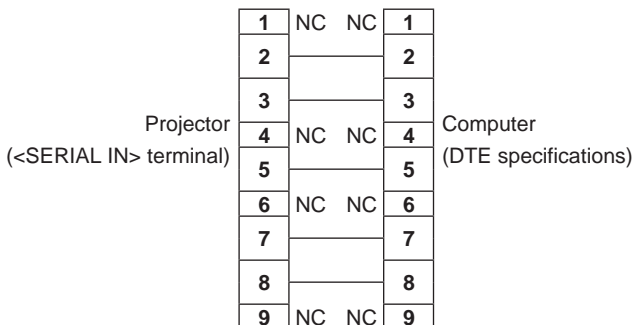 1 NC NC 1
2 2
3 3
Projector
(<SERIAL IN> terminal)
4 NC NC 4
Computer
(DTE specifications)
5 5
6 NC NC 6
7 7
8 8
9 NC NC 9